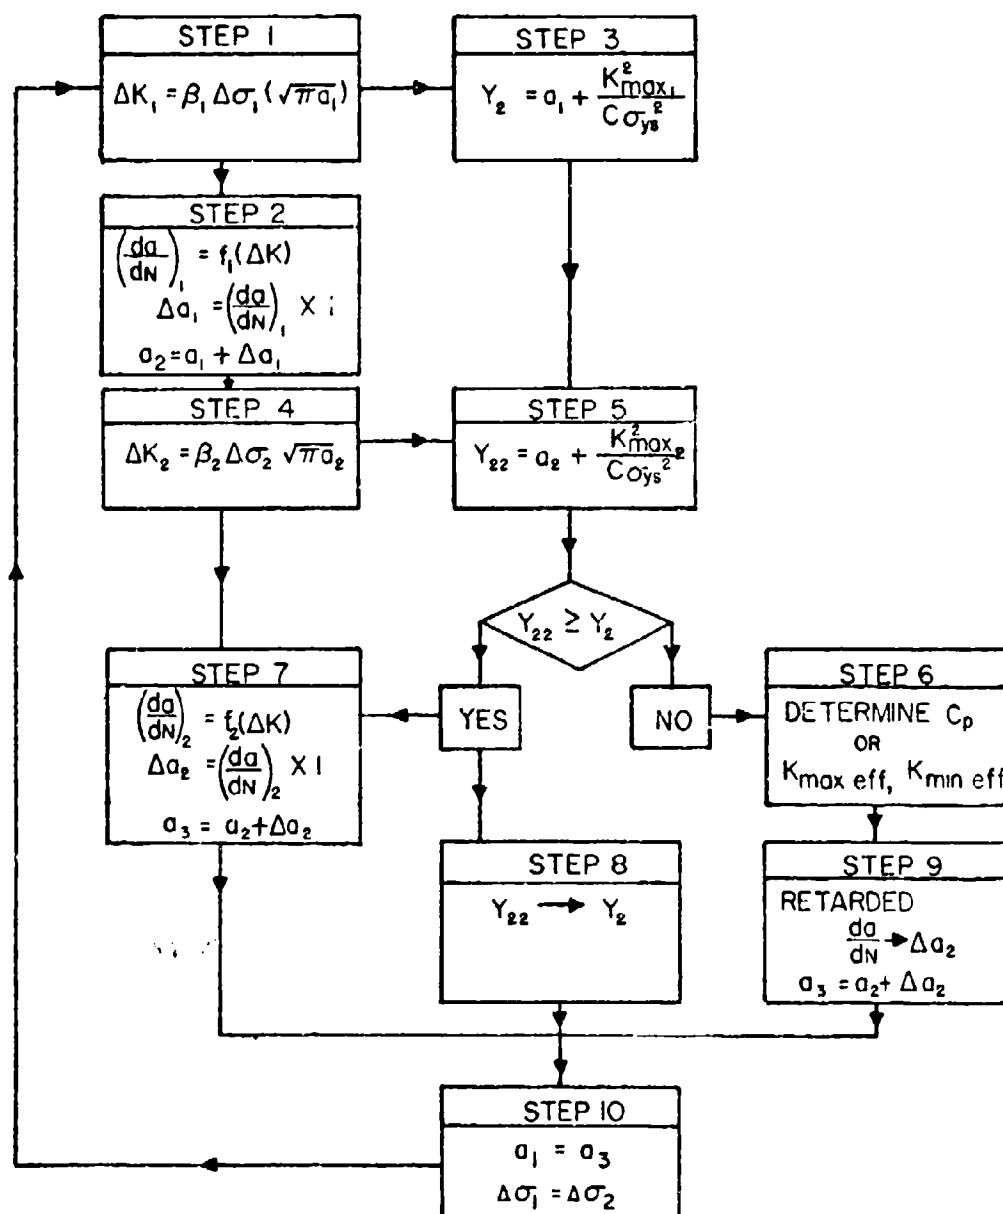 STEP 1
ΔK₁ = β₁ Δσ₁ (√πa₁)
STEP 3
Y₂ = a₁ + K²max₁ / Cσys²
STEP 2
(da/dN)₁ = f₁(ΔK)
Δa₁ = (da/dN)₁ X i
a₂ = a₁ + Δa₁
STEP 4
ΔK₂ = β₂ Δσ₂ √πa₂
STEP 5
Y₂₂ = a₂ + K²max₂ / Cσys²
Y₂₂ ≥ Y₂
YES
NO
STEP 6
DETERMINE Cp
OR
Kmax eff, Kmin eff
STEP 7
(da/dN)₂ = f₂(ΔK)
Δa₂ = (da/dN)₂ X 1
a₃ = a₂ + Δa₂
STEP 8
Y₂₂ → Y₂
STEP 9
RETARDED
da/dN → Δa₂
a₃ = a₂ + Δa₂
STEP 10
a₁ = a₃
Δσ₁ = Δσ₂